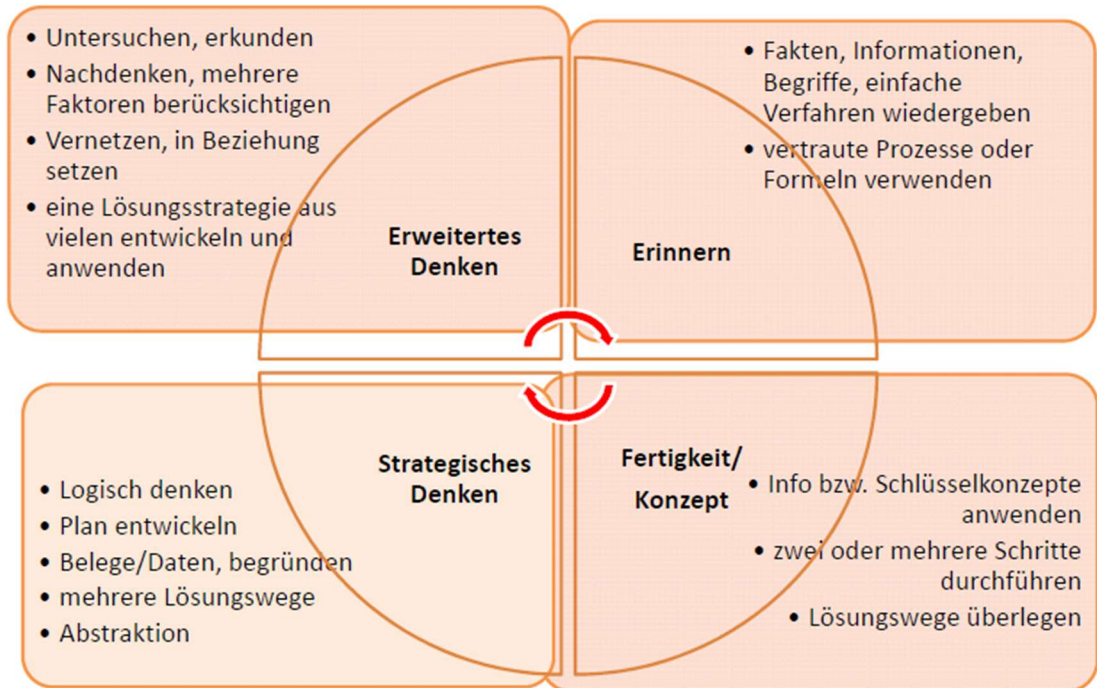 • Untersuchen, erkunden
• Nachdenken, mehrere
Faktoren berücksichtigen
• Vernetzen, in Beziehung
setzen
• eine Lösungsstrategie aus
vielen entwickeln und
anwenden
Erweitertes
Denken
• Fakten, Informationen,
Begriffe, einfache
Verfahren wiedergeben
• vertraute Prozesse oder
Formeln verwenden
Erinnern
Strategisches
Denken
• Logisch denken
• Plan entwickeln
• Belege/Daten, begründen
• mehrere Lösungswege
• Abstraktion
Fertigkeit/
Konzept
• Info bzw. Schlüsselkonzepte
anwenden
• zwei oder mehrere Schritte
durchführen
• Lösungswege überlegen